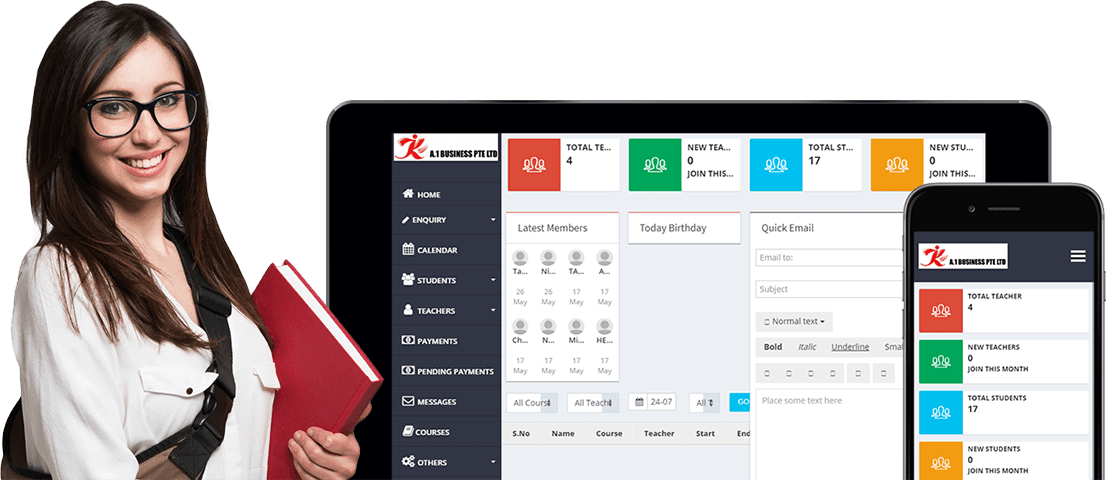 A.1 BUSINESS PTE LTD
HOME
ENQUIRY
CALENDAR
STUDENTS
TEACHERS
PAYMENTS
PENDING PAYMENTS
MESSAGES
COURSES
OTHERS
TOTAL TE...
4
NEW TEA...
0
JOIN THIS...
TOTAL ST...
17
NEW STU...
0
JOIN THIS...
Latest Members
Ta... Ni... TA... A...
26 26 17 17
May May May May
Ch... N... Mi... HE...
17 17 17 17
May May May May
Today Birthday
Quick Email
Email to:
Subject
Normal text
Bold Italic Underline Smal
Place some text here
All Cours All Teach 24-07 All T GO
S.No Name Course Teacher Start End
A.1 BUSINESS PTE LTD
TOTAL TEACHER
4
NEW TEACHERS
0
JOIN THIS MONTH
TOTAL STUDENTS
17
NEW STUDENTS
0
JOIN THIS MONTH